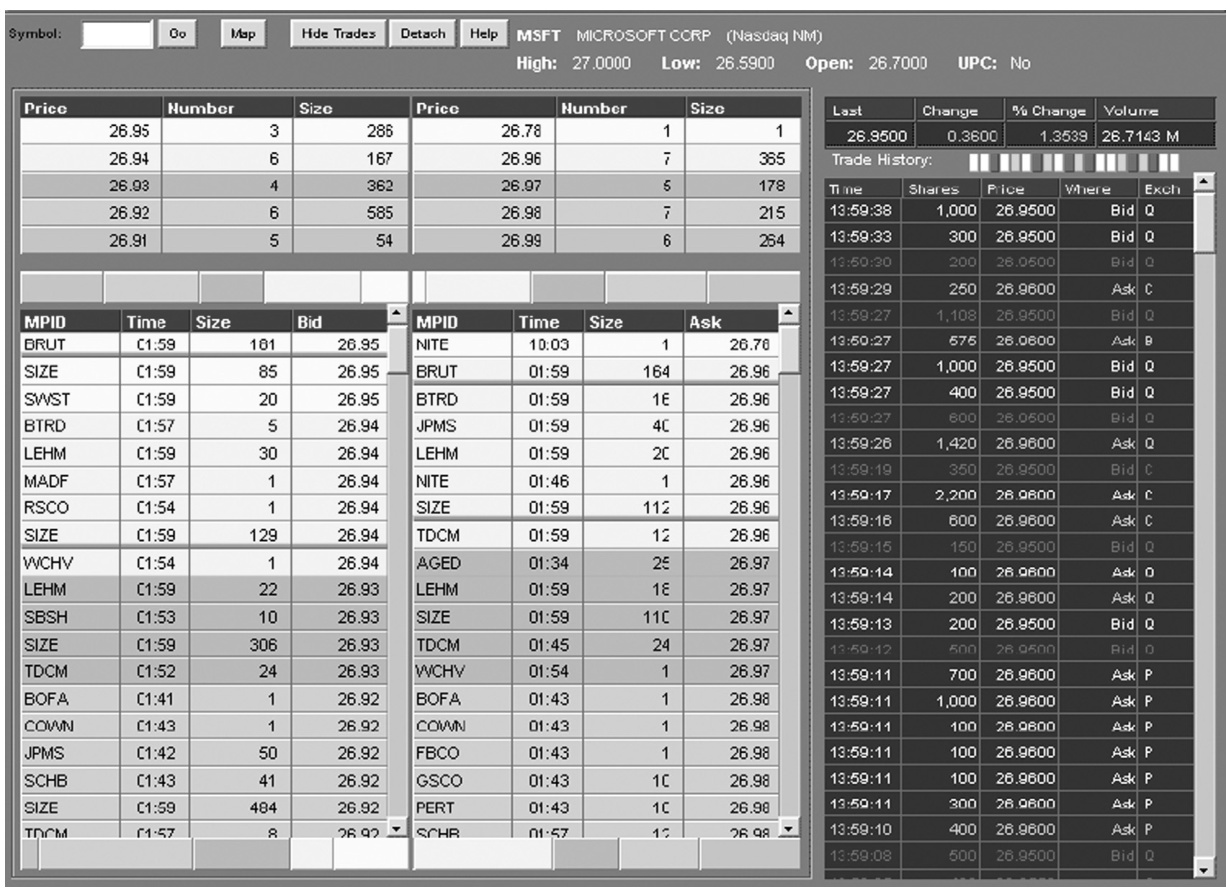 Symbol: Go Map Hide Trades Detach Help MSFT MICROSOFT CORP (Nasdaq NM)
High: 27.0000 Low: 26.5900 Open: 26.7000 UPC: No
Price Number Size Price Number Size
26.95 3 286 26.78 1 1
26.94 6 167 26.96 7 365
26.93 4 362 26.97 5 178
26.92 6 585 26.98 7 215
26.91 5 54 26.99 6 264
MPID Time Size Bid
BRUT 01:59 181 26.95
SIZE 01:59 85 26.95
SWST 01:59 20 26.95
BTRD 01:57 5 26.94
LEHM 01:59 30 26.94
MADF 01:57 1 26.94
RSCO 01:54 1 26.94
SIZE 01:59 129 26.94
WCHV 01:54 1 26.94
LEHM 01:59 22 26.93
SBSH 01:53 10 26.93
SIZE 01:59 306 26.93
TDCM 01:52 24 26.93
BOFA 01:41 1 26.92
COWN 01:43 1 26.92
JPMS 01:42 50 26.92
SCHB 01:43 41 26.92
SIZE 01:59 484 26.92
TDCM 01:57 8 26.92
MPID Time Size Ask
NITE 10:03 1 26.78
BRUT 01:59 164 26.96
BTRD 01:59 16 26.96
JPMS 01:59 40 26.96
LEHM 01:59 20 26.96
NITE 01:46 1 26.96
SIZE 01:59 112 26.96
TDCM 01:59 12 26.96
AGED 01:34 25 26.97
LEHM 01:59 18 26.97
SIZE 01:59 110 26.97
TDCM 01:45 24 26.97
WCHV 01:54 1 26.97
BOFA 01:43 1 26.98
COWN 01:43 1 26.98
FBCO 01:43 1 26.98
GSCO 01:43 10 26.98
PERT 01:43 10 26.98
SCHB 01:57 12 26.98
Last Change % Change Volume
26.9500 0.3600 1.3539 26.7143 M
Trade History:
Time Shares Price Where Exch
13:59:38 1,000 26.9500 Bid Q
13:59:33 300 26.9500 Bid Q
13:59:30 200 26.9500 Bid Q
13:59:29 250 26.9600 Ask C
13:59:27 1,108 26.9500 Bid Q
13:59:27 575 26.9600 Ask B
13:59:27 1,000 26.9500 Bid Q
13:59:27 400 26.9500 Bid Q
13:59:27 600 26.9500 Bid Q
13:59:26 1,420 26.9600 Ask Q
13:59:19 350 26.9500 Bid C
13:59:17 2,200 26.9600 Ask C
13:59:16 600 26.9600 Ask C
13:59:15 150 26.9500 Bid Q
13:59:14 100 26.9600 Ask Q
13:59:14 200 26.9600 Ask Q
13:59:13 200 26.9500 Bid Q
13:59:12 500 26.9500 Bid Q
13:59:11 700 26.9600 Ask P
13:59:11 1,000 26.9600 Ask P
13:59:11 100 26.9600 Ask P
13:59:11 100 26.9600 Ask P
13:59:11 100 26.9600 Ask P
13:59:11 300 26.9600 Ask P
13:59:10 400 26.9600 Ask P
13:59:08 500 26.9500 Bid Q